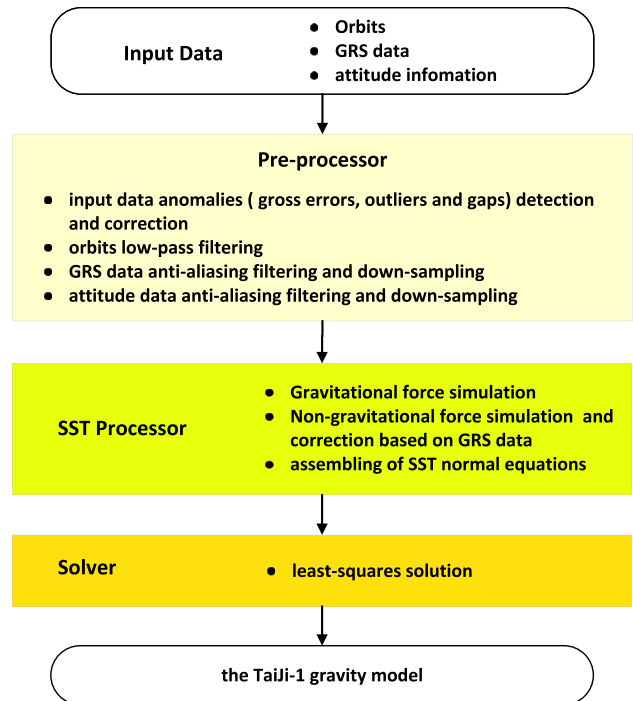 Input Data
● Orbits
● GRS data
● attitude infomation
Pre-processor
● input data anomalies ( gross errors, outliers and gaps) detection
and correction
● orbits low-pass filtering
● GRS data anti-aliasing filtering and down-sampling
● attitude data anti-aliasing filtering and down-sampling
SST Processor
● Gravitational force simulation
● Non-gravitational force simulation and
correction based on GRS data
● assembling of SST normal equations
Solver
● least-squares solution
the TaiJi-1 gravity model